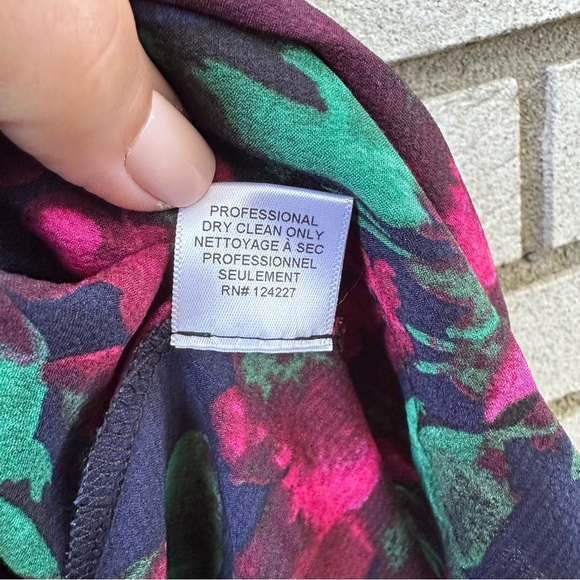 PROFESSIONAL
DRY CLEAN ONLY
NETTOYAGE À SEC
PROFESSIONNEL
SEULEMENT
RN# 124227